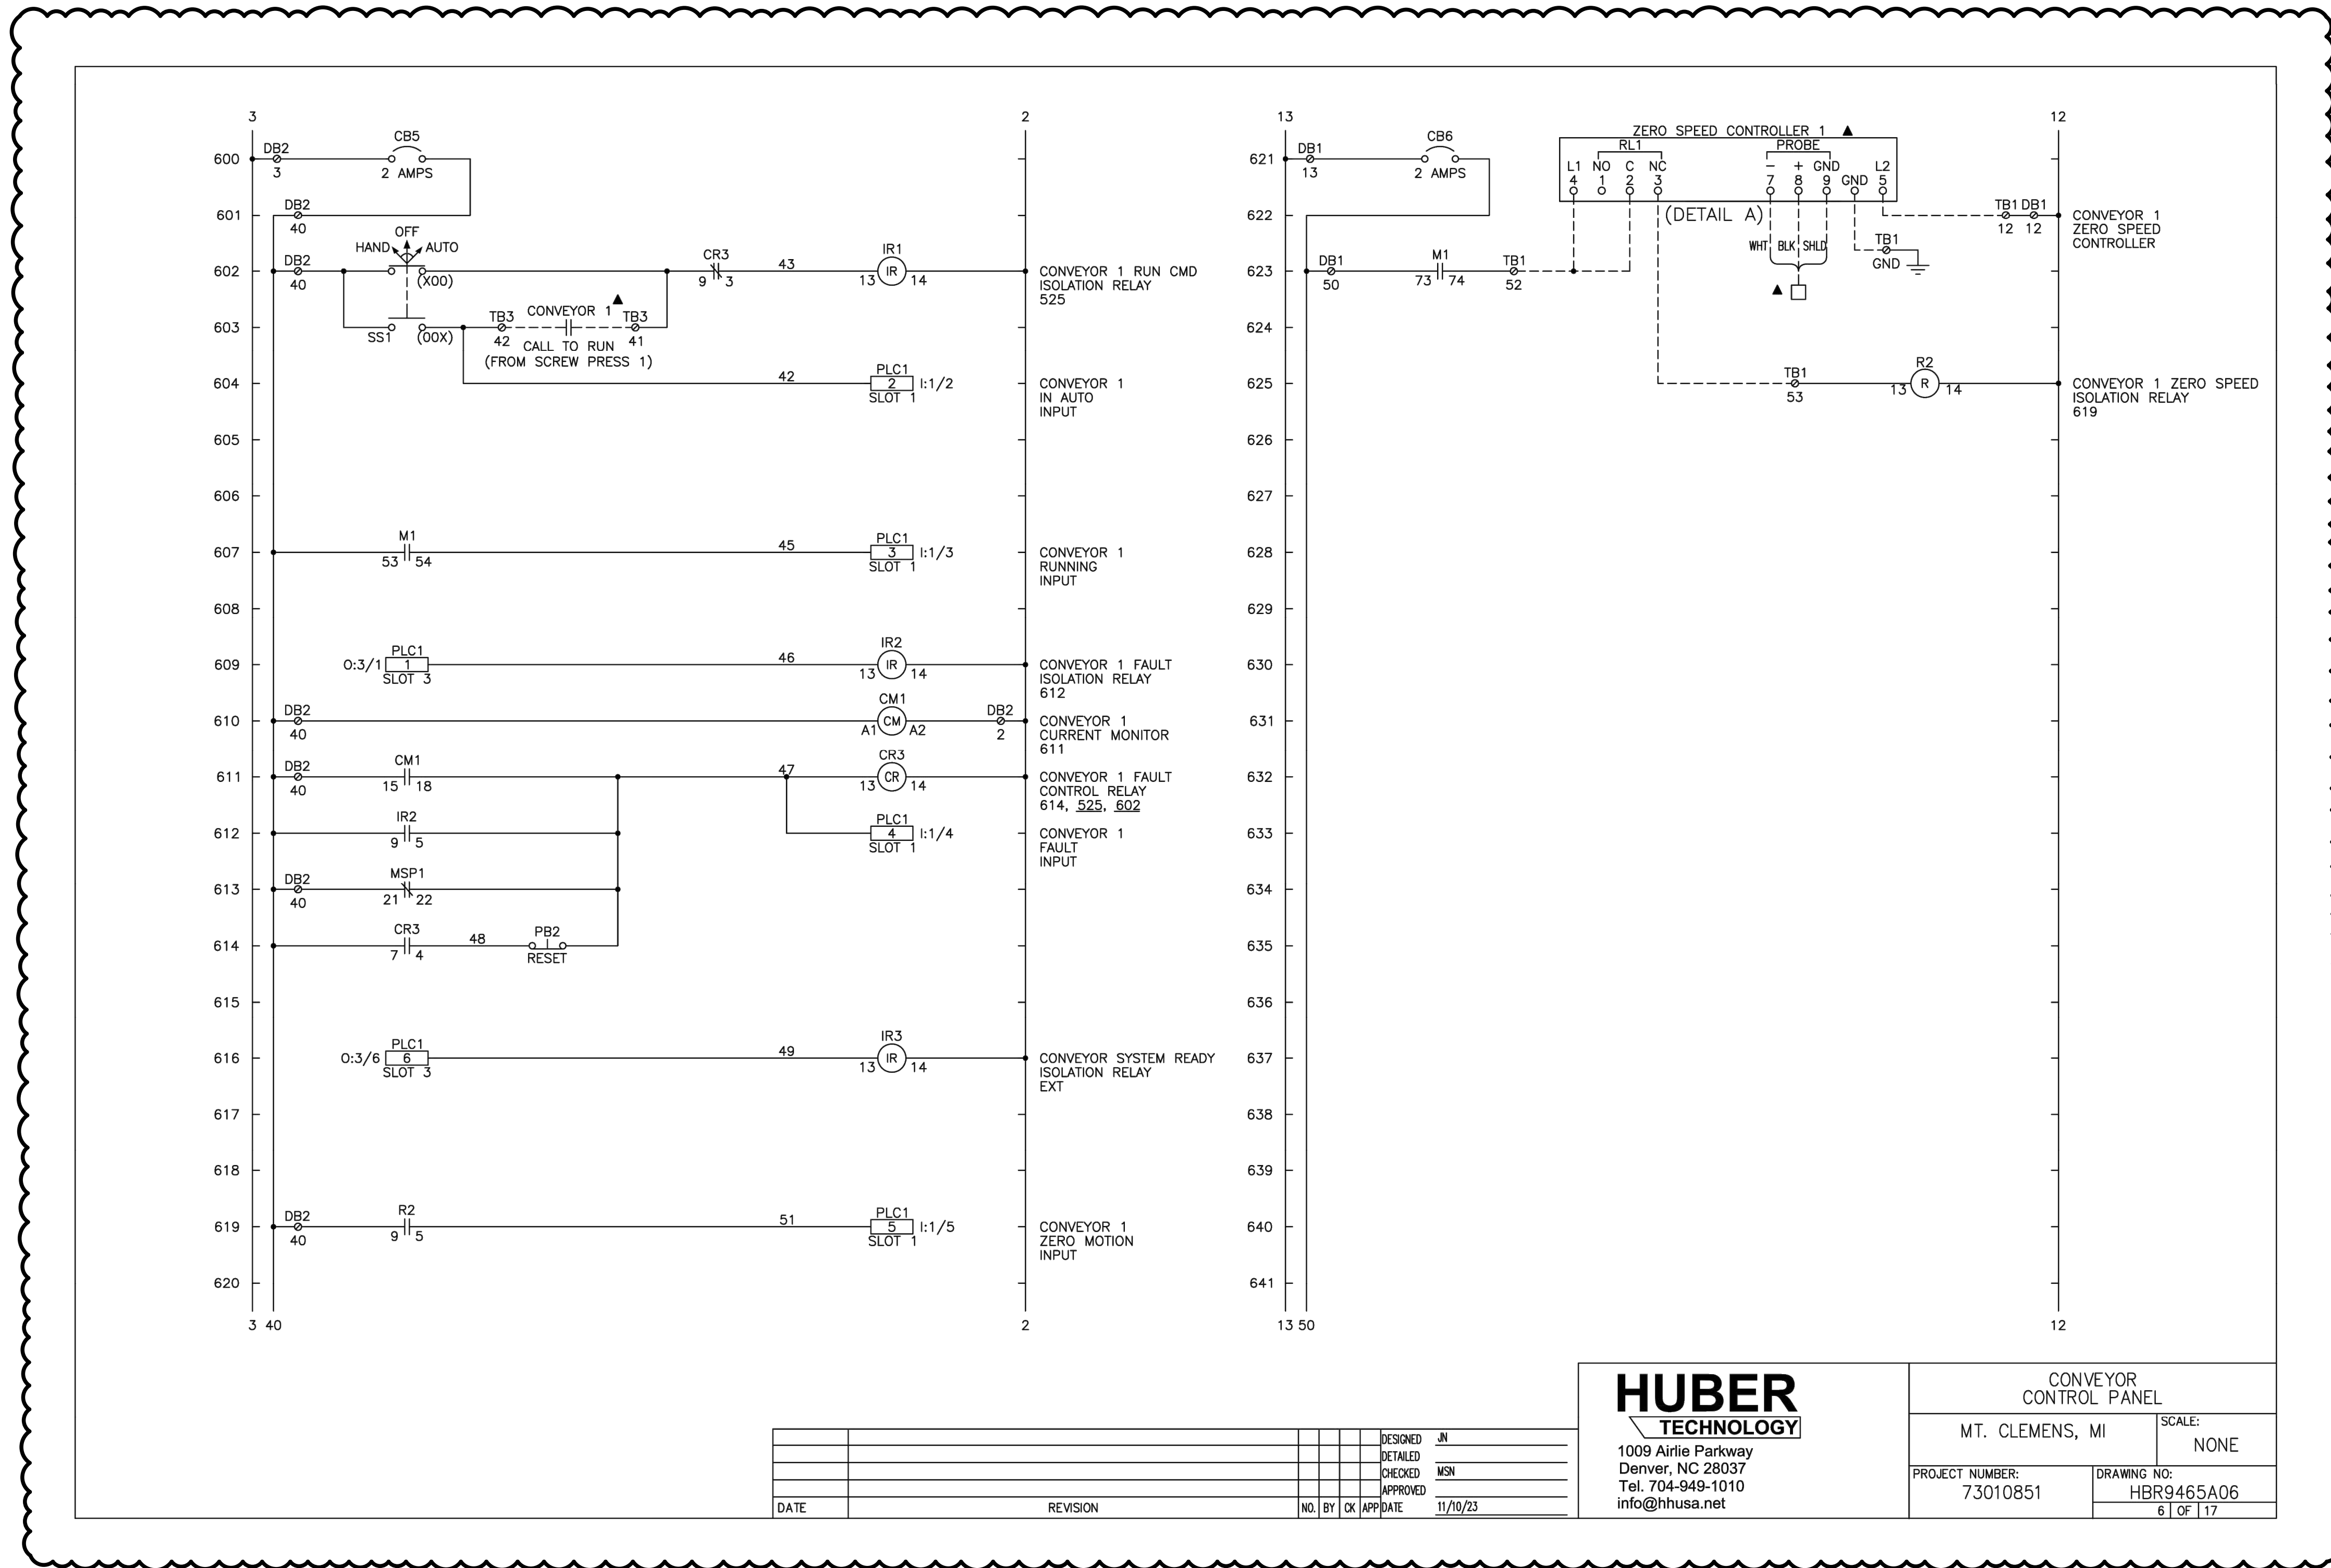 3
2
13
12
600
DB2
3
CB5
2 AMPS
601
DB2
40
OFF
HAND
AUTO
602
DB2
40
(X00)
CR3
9 3
43
IR1
IR
13 14
CONVEYOR 1 RUN CMD
ISOLATION RELAY
525
603
SS1
(00X)
TB3
42
CONVEYOR 1 ▲
CALL TO RUN
(FROM SCREW PRESS 1)
TB3
41
604
42
PLC1
2
I:1/2
SLOT 1
CONVEYOR 1
IN AUTO
INPUT
605
606
607
M1
53 54
45
PLC1
3
I:1/3
SLOT 1
CONVEYOR 1
RUNNING
INPUT
608
609
O:3/1
PLC1
1
SLOT 3
46
IR2
IR
13 14
CONVEYOR 1 FAULT
ISOLATION RELAY
612
610
DB2
40
CM1
CM
A1 A2
DB2
2
CONVEYOR 1
CURRENT MONITOR
611
611
DB2
40
CM1
15 18
47
CR3
CR
13 14
CONVEYOR 1 FAULT
CONTROL RELAY
614, 525, 602
612
IR2
9 5
PLC1
4
I:1/4
SLOT 1
CONVEYOR 1
FAULT
INPUT
613
DB2
40
MSP1
21 22
614
CR3
7 4
48
PB2
RESET
615
616
O:3/6
PLC1
6
SLOT 3
49
IR3
IR
13 14
CONVEYOR SYSTEM READY
ISOLATION RELAY
EXT
617
618
619
DB2
40
R2
9 5
51
PLC1
5
I:1/5
SLOT 1
CONVEYOR 1
ZERO MOTION
INPUT
620
3 40
2
621
DB1
13
CB6
2 AMPS
ZERO SPEED CONTROLLER 1 ▲
RL1
PROBE
L1 NO C NC − + GND L2
4 1 2 3 7 8 9 GND 5
622
(DETAIL A)
TB1 DB1
12 12
CONVEYOR 1
ZERO SPEED
CONTROLLER
WHT BLK SHLD
TB1
GND
623
DB1
50
M1
73 74
TB1
52
▲
624
625
TB1
53
R2
R
13 14
CONVEYOR 1 ZERO SPEED
ISOLATION RELAY
619
626
627
628
629
630
631
632
633
634
635
636
637
638
639
640
641
13 50
12
DATE
REVISION
NO. BY CK APP
DESIGNED JN
DETAILED
CHECKED MSN
APPROVED
DATE 11/10/23
HUBER
TECHNOLOGY
1009 Airlie Parkway
Denver, NC 28037
Tel. 704-949-1010
info@hhusa.net
CONVEYOR
CONTROL PANEL
MT. CLEMENS, MI
SCALE:
NONE
PROJECT NUMBER:
73010851
DRAWING NO:
HBR9465A06
6 OF 17